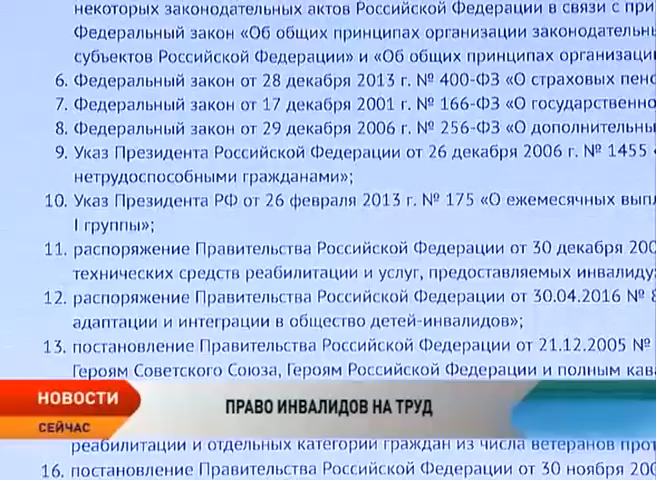 некоторых законодательных актов Российской Федерации в связи с при
Федеральный закон «Об общих принципах организации законодательны
субъектов Российской Федерации» и «Об общих принципах организаци
6. Федеральный закон от 28 декабря 2013 г. № 400-ФЗ «О страховых пенс
7. Федеральный закон от 17 декабря 2001 г. № 166-ФЗ «О государственно
8. Федеральный закон от 29 декабря 2006 г. № 256-ФЗ «О дополнительны
9. Указ Президента Российской Федерации от 26 декабря 2006 г. № 1455 «
нетрудоспособными гражданами»;
10. Указ Президента РФ от 26 февраля 2013 г. № 175 «О ежемесячных выпл
I группы»;
11. распоряжение Правительства Российской Федерации от 30 декабря 200
технических средств реабилитации и услуг, предоставляемых инвалиду
12. распоряжение Правительства Российской Федерации от 30.04.2016 № 8
адаптации и интеграции в общество детей-инвалидов»;
13. постановление Правительства Российской Федерации от 21.12.2005 №
Героям Советского Союза, Героям Российской Федерации и полным кава
НОВОСТИ
СЕЙЧАС
ПРАВО ИНВАЛИДОВ НА ТРУД
реабилитации и отдельных категории граждан из числа ветеранов прот
16. постановление Правительства Российской Федерации от 30 ноября 200